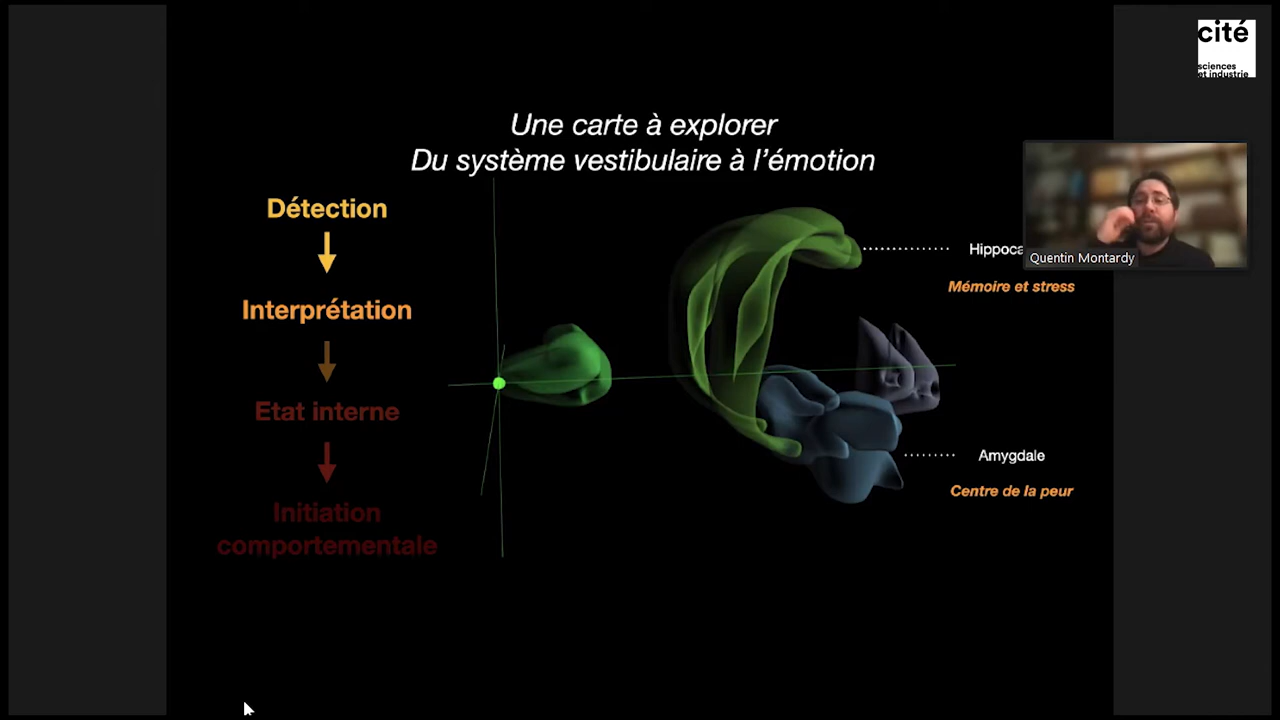 cité
sciences
et industrie
Une carte à explorer
Du système vestibulaire à l'émotion
Détection
Interprétation
Etat interne
Initiation
comportementale
Mémoire et stress
Quentin Montardy
Amygdale
Centre de la peur